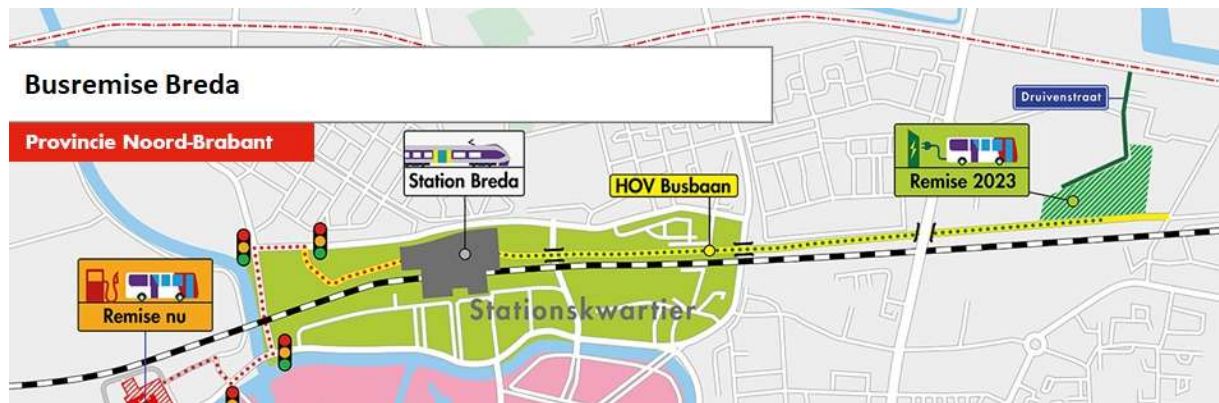 Busremise Breda
Provincie Noord-Brabant
Station Breda
HOV Busbaan
Druivenstraat
Remise 2023
Remise nu
Stationskwartier